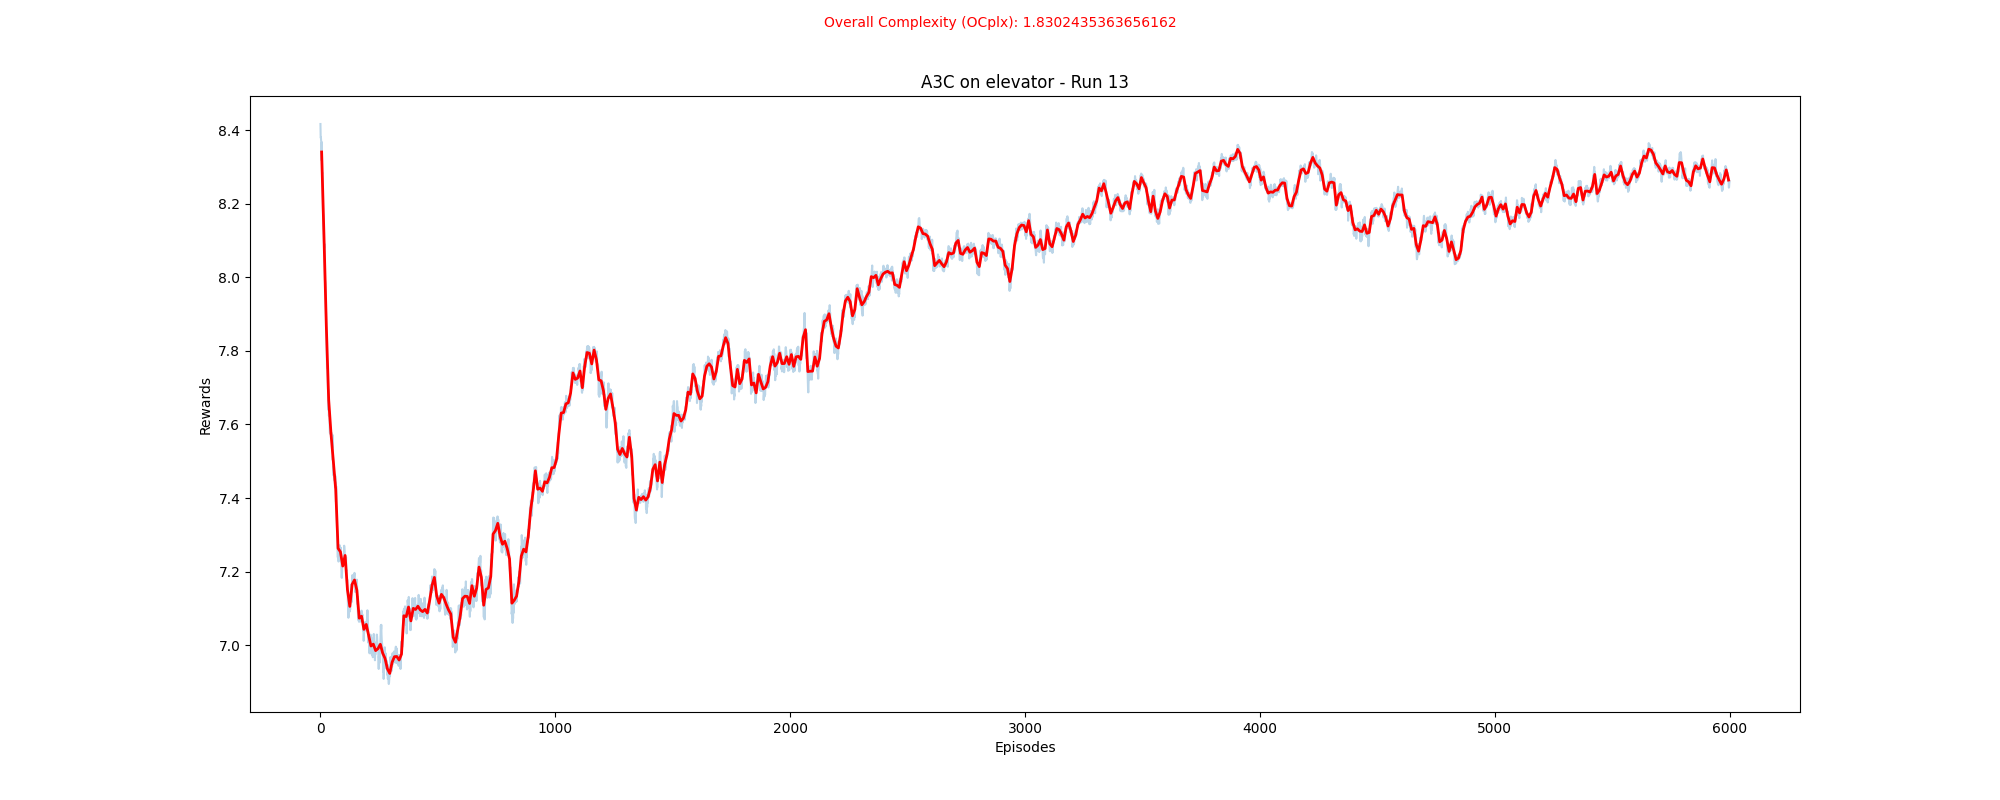 Overall Complexity (OCplx): 1.8302435363656162
A3C on elevator - Run 13
8.4
8.2
8.0
7.8
7.6
7.4
7.2
7.0
Rewards
0 1000 2000 3000 4000 5000 6000
Episodes